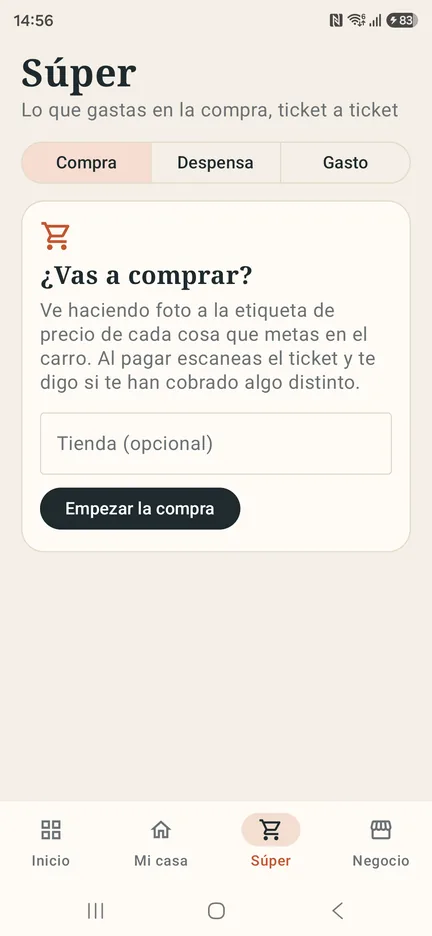 14:56
83
Súper
Lo que gastas en la compra, ticket a ticket
Compra
Despensa
Gasto
¿Vas a comprar?
Ve haciendo foto a la etiqueta de
precio de cada cosa que metas en el
carro. Al pagar escaneas el ticket y te
digo si te han cobrado algo distinto.
Tienda (opcional)
Empezar la compra
Inicio
Mi casa
Súper
Negocio